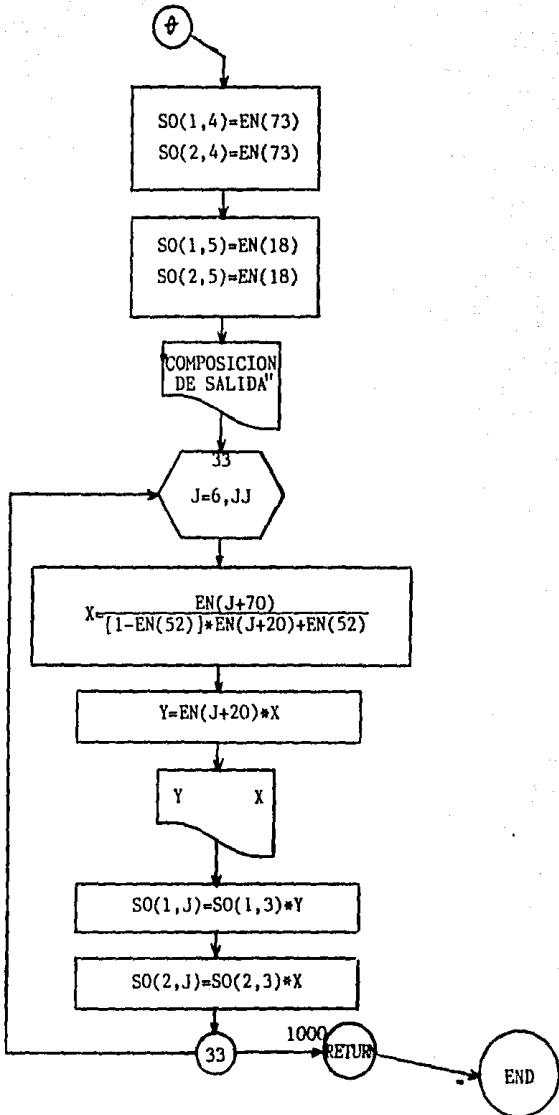 θ
SO(1,4)=EN(73)
SO(2,4)=EN(73)
SO(1,5)=EN(18)
SO(2,5)=EN(18)
"COMPOSICION
DE SALIDA"
33
J=6,JJ
X=EN(J+70)
[1-EN(52)]*EN(J+20)+EN(52)
Y=EN(J+20)*X
Y X
SO(1,J)=SO(1,3)*Y
SO(2,J)=SO(2,3)*X
33
1000
RETURN
END